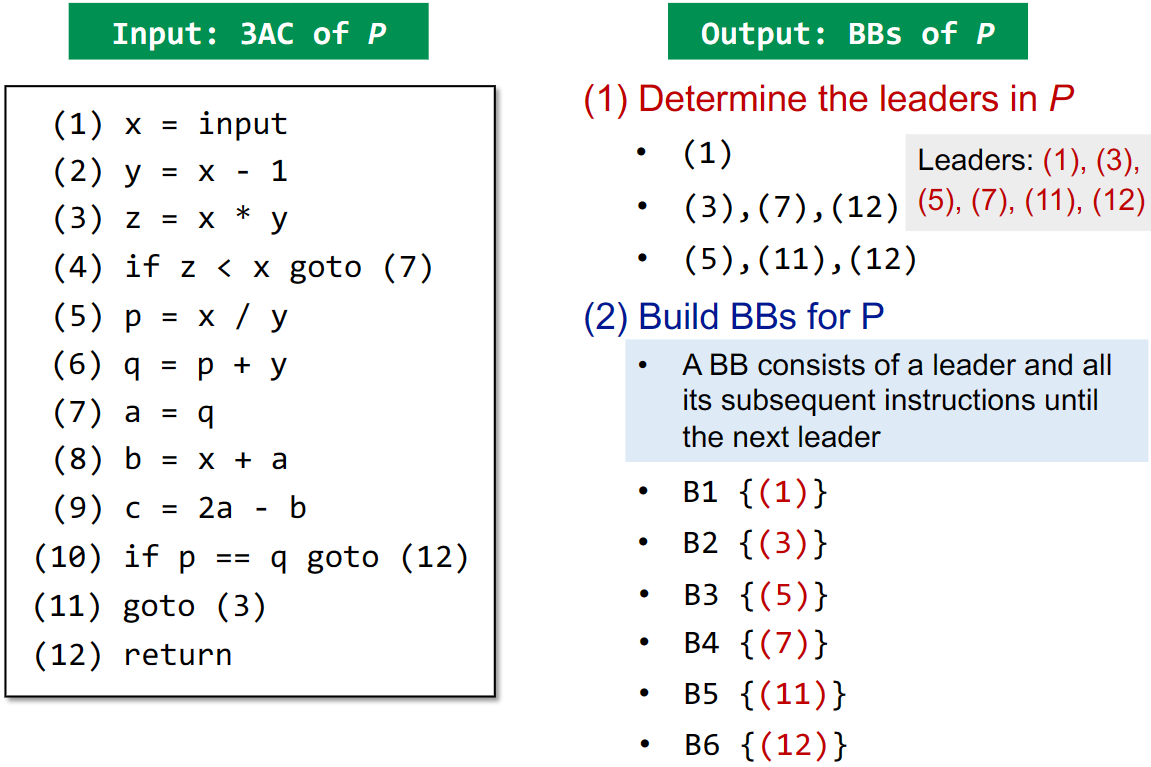 Input: 3AC of P
(1) x = input
(2) y = x - 1
(3) z = x * y
(4) if z < x goto (7)
(5) p = x / y
(6) q = p + y
(7) a = q
(8) b = x + a
(9) c = 2a - b
(10) if p == q goto (12)
(11) goto (3)
(12) return
Output: BBs of P
(1) Determine the leaders in P
• (1)
• (3),(7),(12)
• (5),(11),(12)
Leaders: (1), (3),
(5), (7), (11), (12)
(2) Build BBs for P
• A BB consists of a leader and all
its subsequent instructions until
the next leader
• B1 {(1)}
• B2 {(3)}
• B3 {(5)}
• B4 {(7)}
• B5 {(11)}
• B6 {(12)}